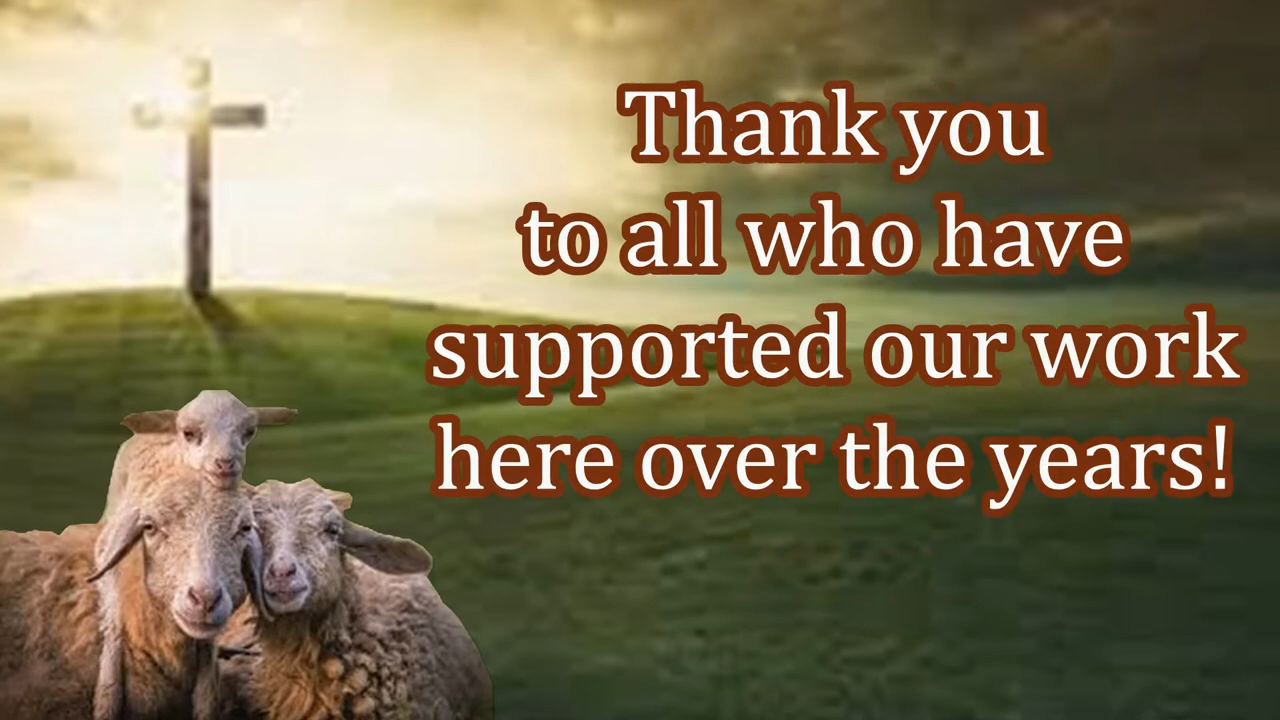 Thank you
to all who have
supported our work
here over the years!